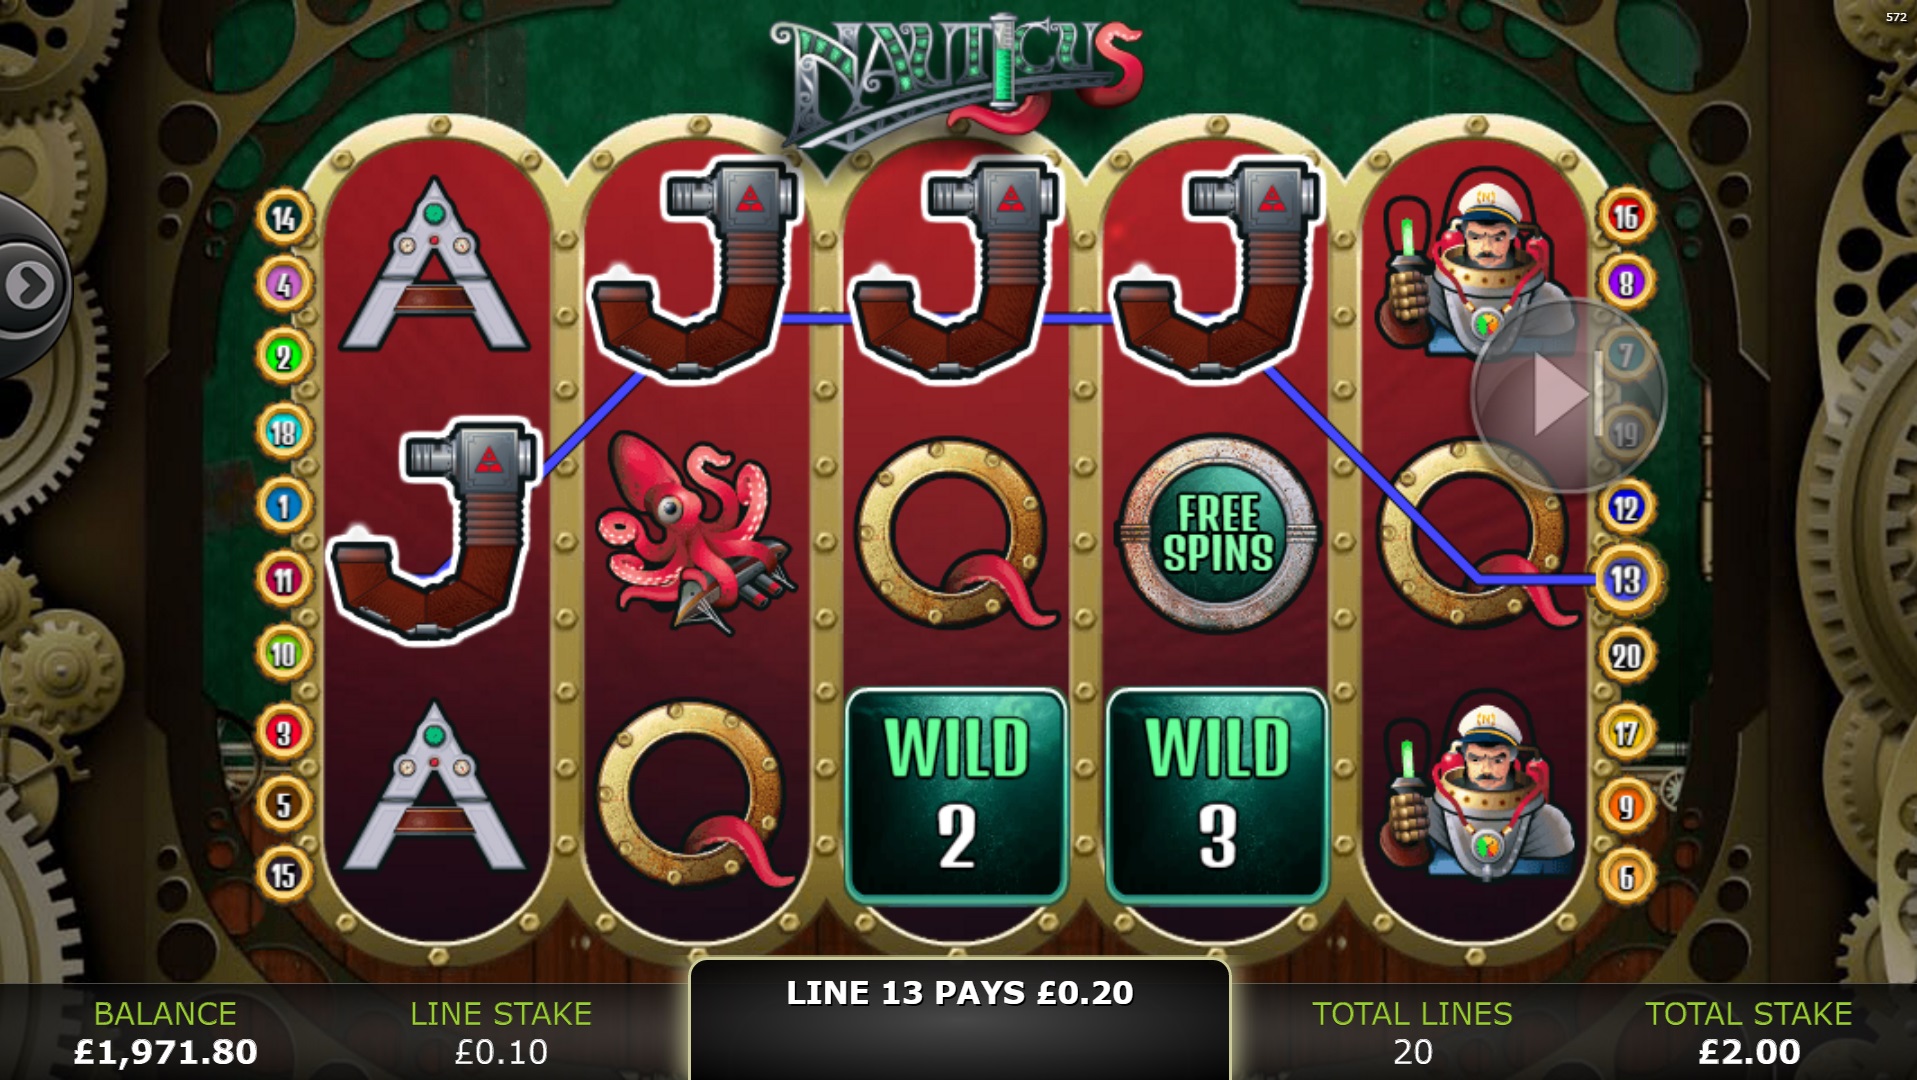 572
NAUTICUS
14
16
4
8
2
7
18
19
1
12
11
13
10
20
3
17
5
9
15
6
A
J
J
J
J
Q
FREE
SPINS
Q
A
Q
WILD
2
WILD
3
LINE 13 PAYS £0.20
BALANCE
£1,971.80
LINE STAKE
£0.10
TOTAL LINES
20
TOTAL STAKE
£2.00